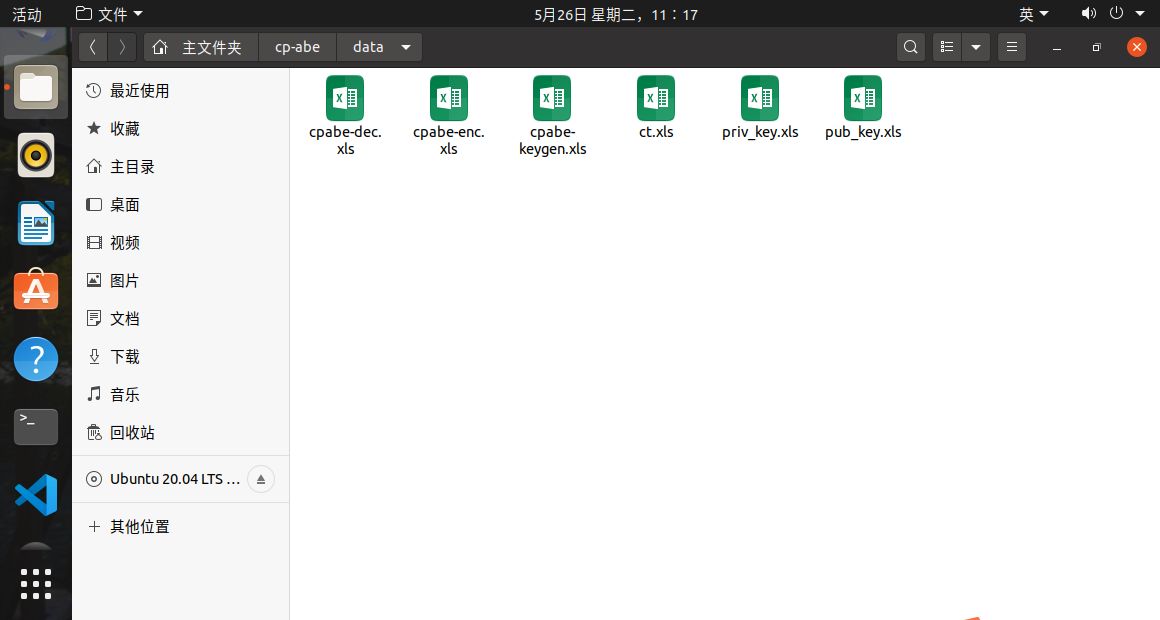 活动 文件 5月26日 星期二，11：17 英
主文件夹 cp-abe data
最近使用
收藏
主目录
桌面
视频
图片
文档
下载
音乐
回收站
Ubuntu 20.04 LTS …
其他位置
cpabe-dec.
xls
cpabe-enc.
xls
cpabe-
keygen.xls
ct.xls
priv_key.xls
pub_key.xls